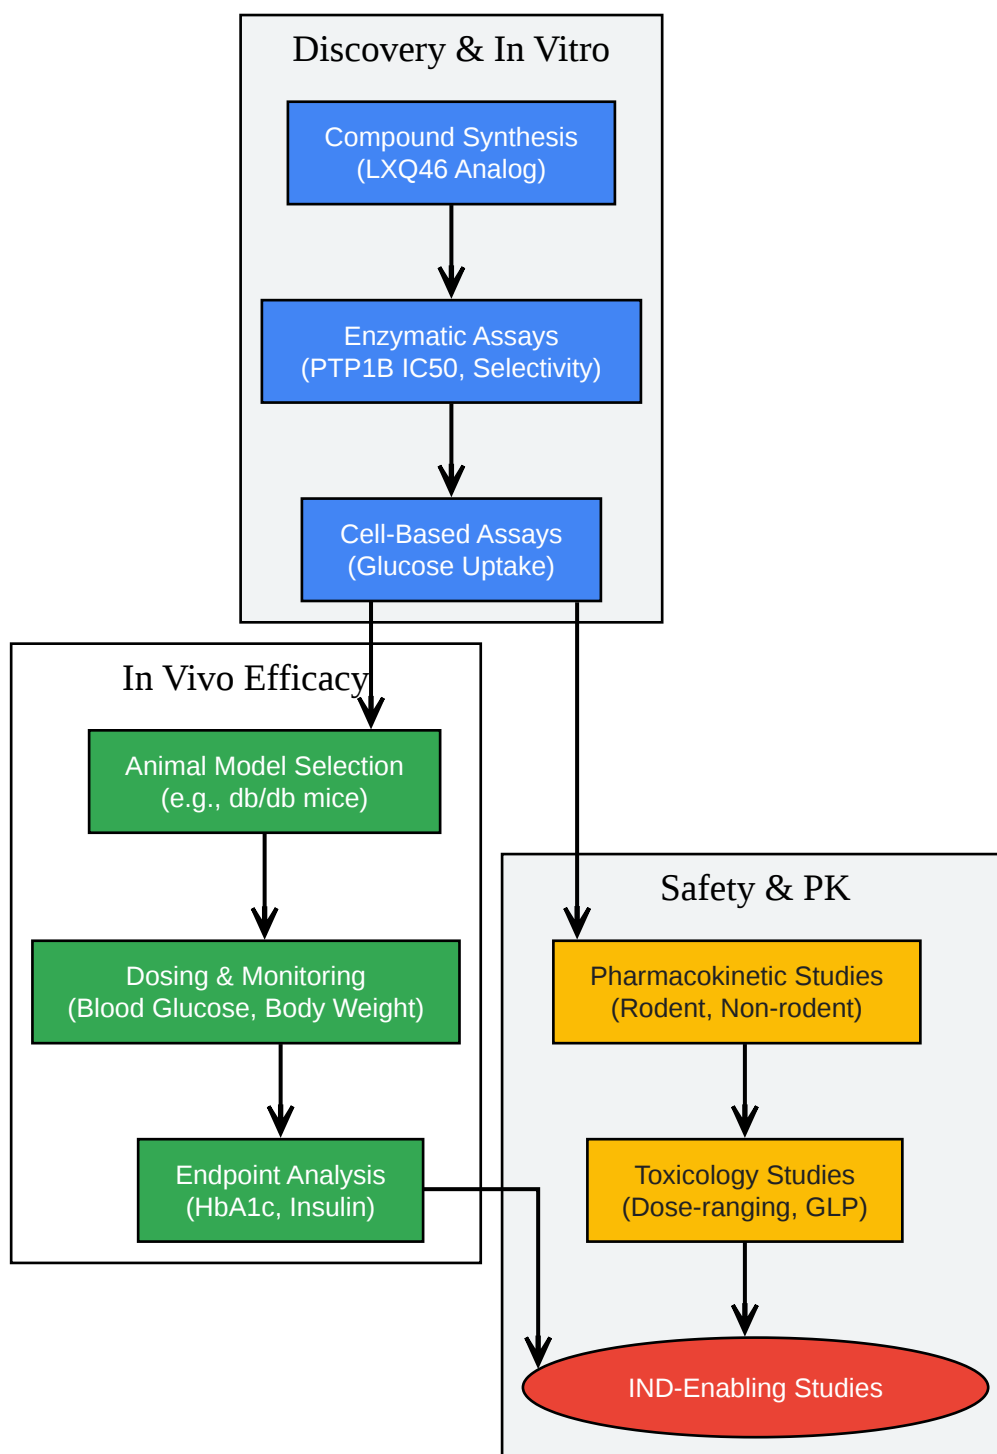 Discovery & In Vitro
Compound Synthesis
(LXQ46 Analog)
Enzymatic Assays
(PTP1B IC50, Selectivity)
Cell-Based Assays
(Glucose Uptake)
In Vivo Efficacy
Animal Model Selection
(e.g., db/db mice)
Dosing & Monitoring
(Blood Glucose, Body Weight)
Endpoint Analysis
(HbA1c, Insulin)
Safety & PK
Pharmacokinetic Studies
(Rodent, Non-rodent)
Toxicology Studies
(Dose-ranging, GLP)
IND-Enabling Studies